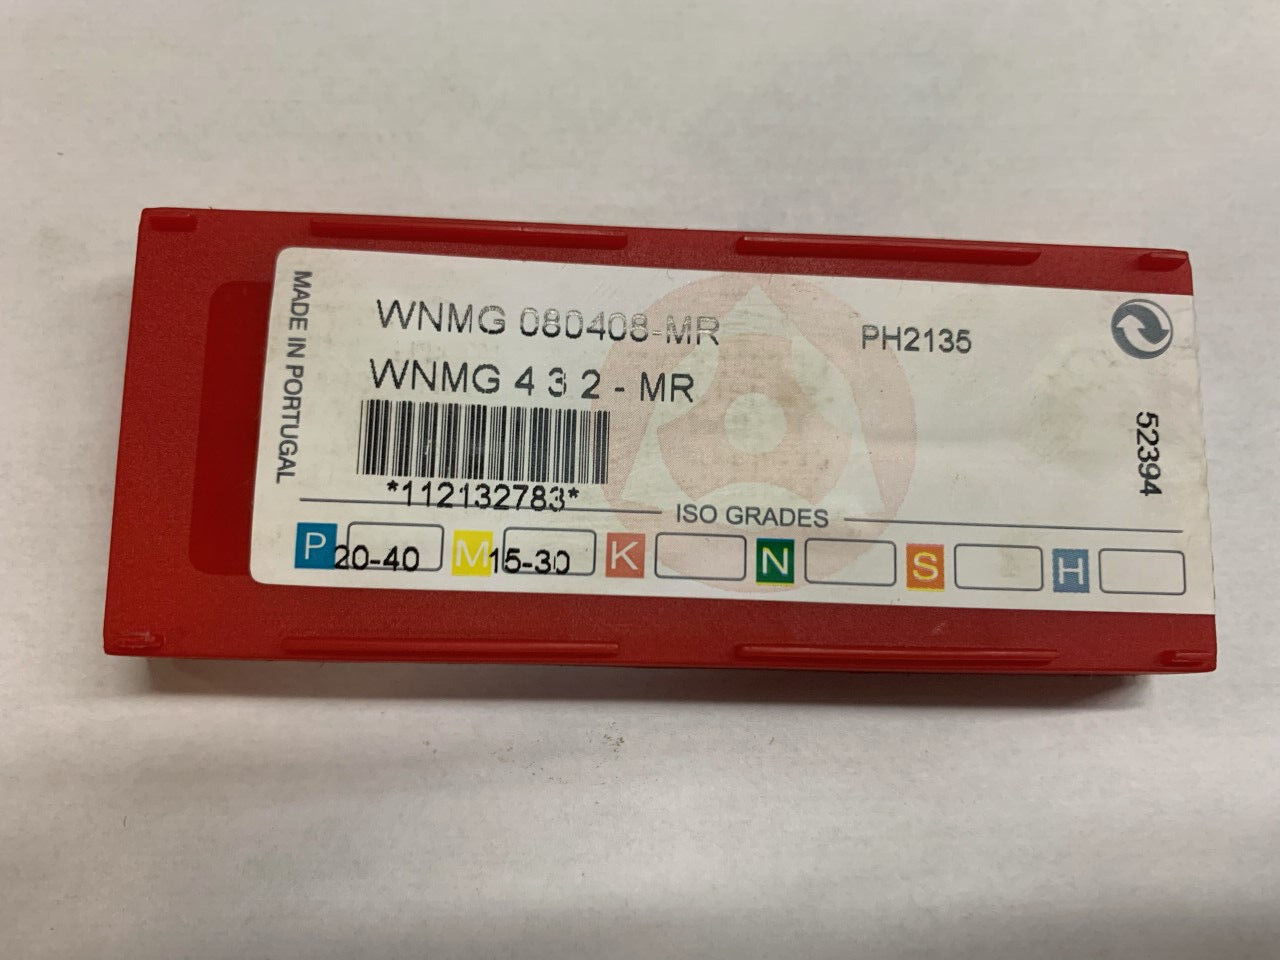 MADE IN PORTUGAL
WNMG 080408-MR
PH2135
WNMG 4 3 2 - MR
*112132783*
52394
ISO GRADES
P 20-40 M 15-30 K N S H